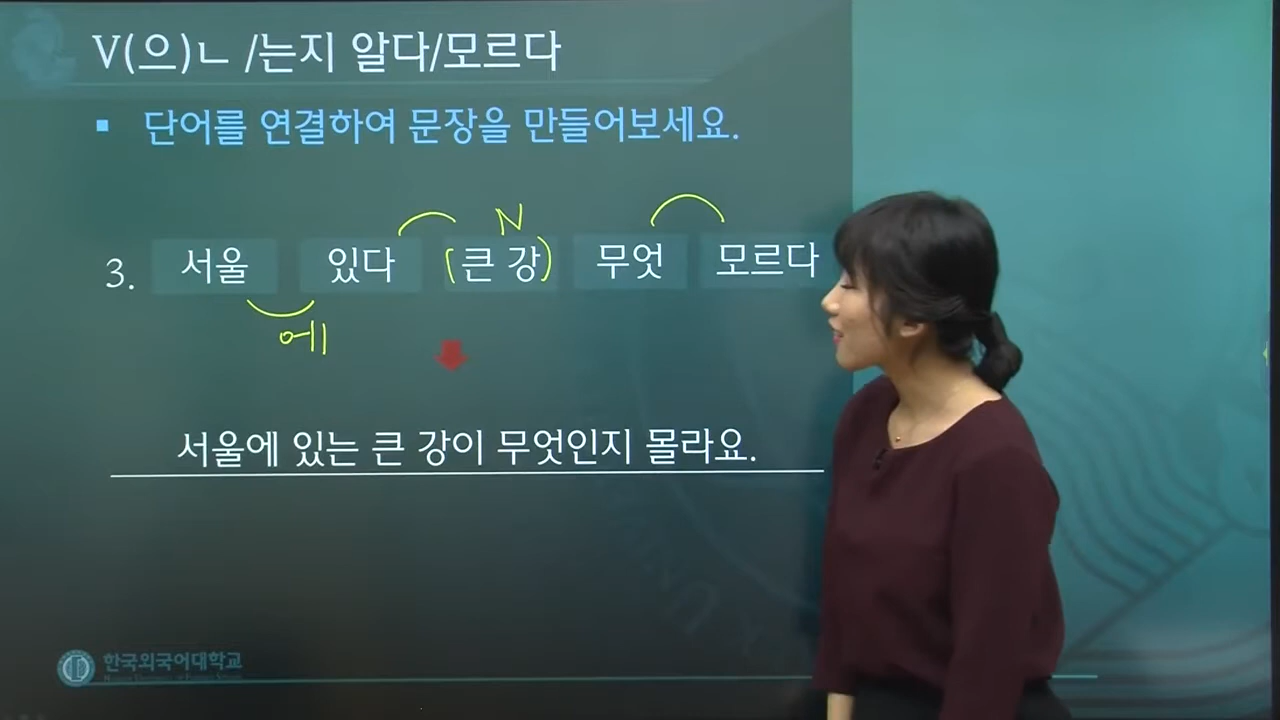 V(으)ㄴ /는지 알다/모르다
▪ 단어를 연결하여 문장을 만들어보세요.
N
3. 서울 있다 (큰 강) 무엇 모르다
에
서울에 있는 큰 강이 무엇인지 몰라요.
한국외국어대학교